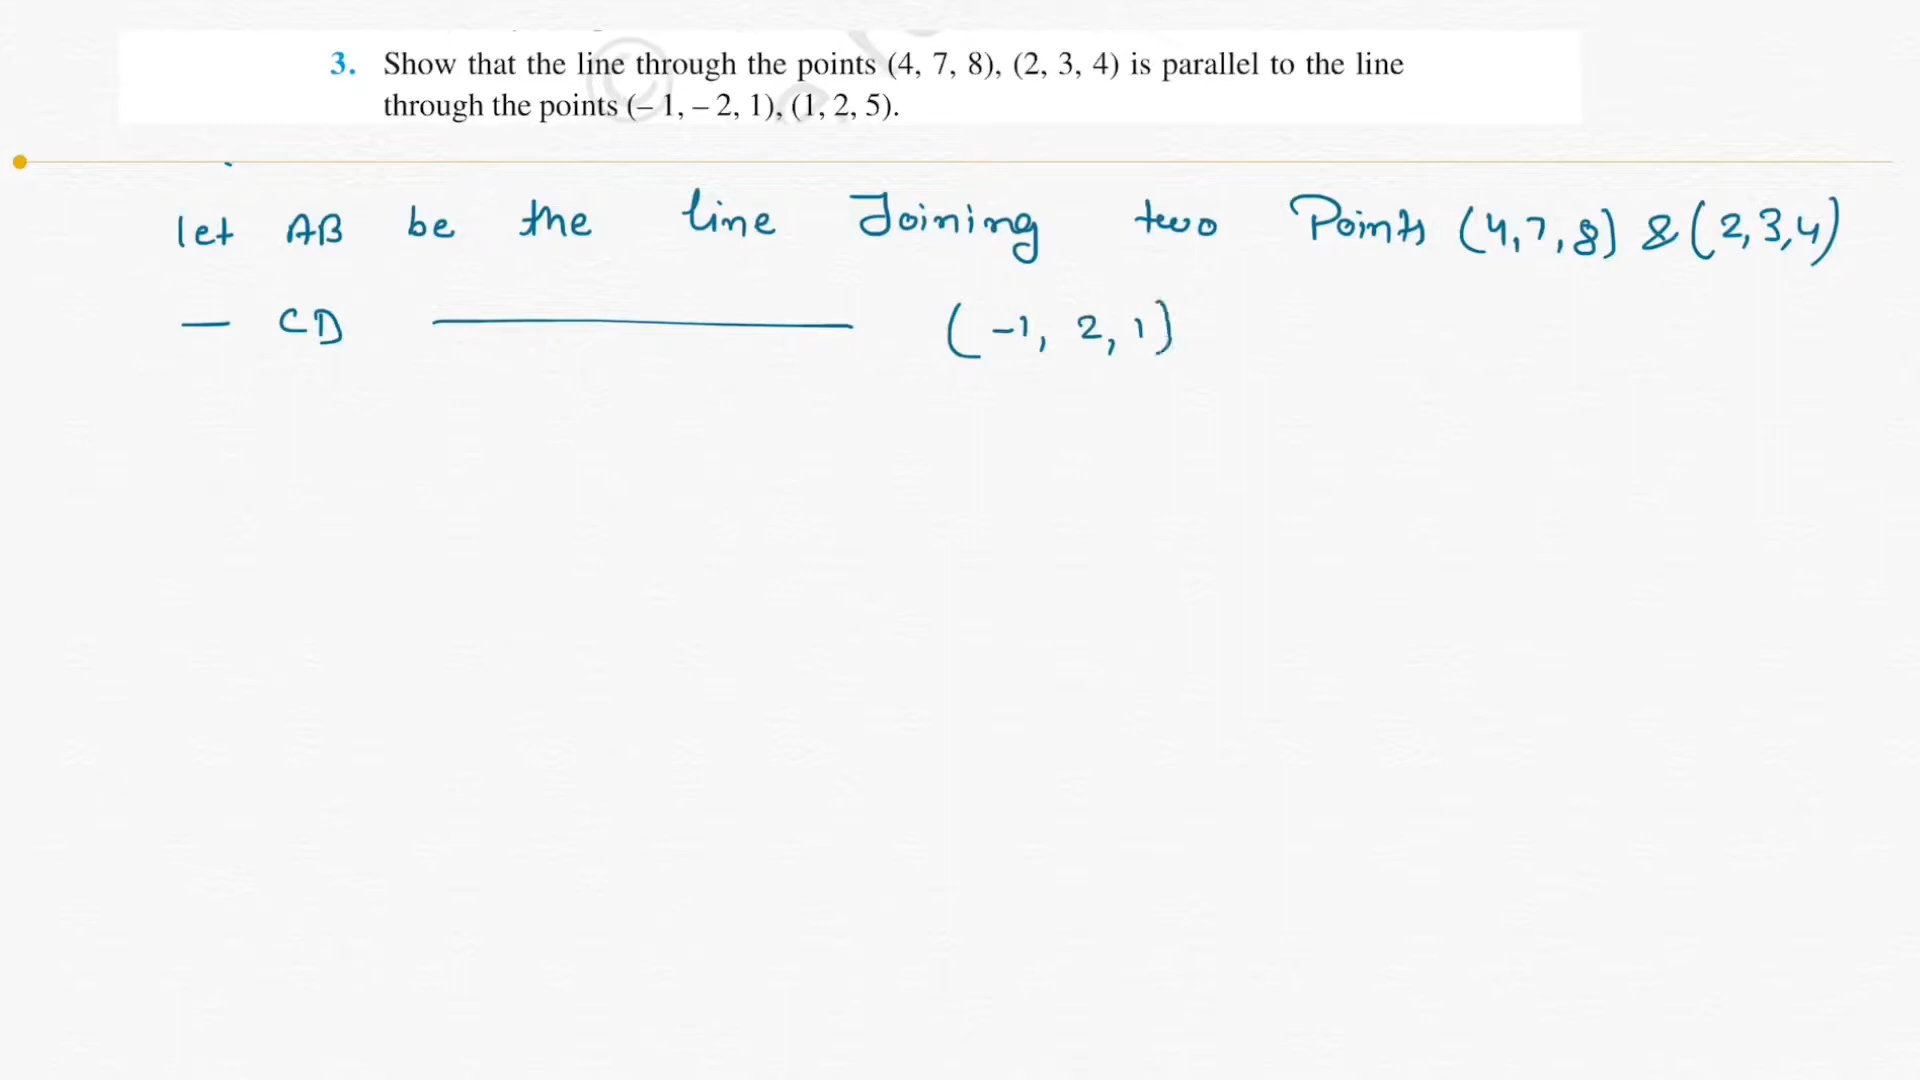 3. Show that the line through the points (4, 7, 8), (2, 3, 4) is parallel to the line
through the points (– 1, – 2, 1), (1, 2, 5).
let AB be the line Joining two Points (4,7,8) & (2,3,4)
— CD ———— (-1, 2, 1)